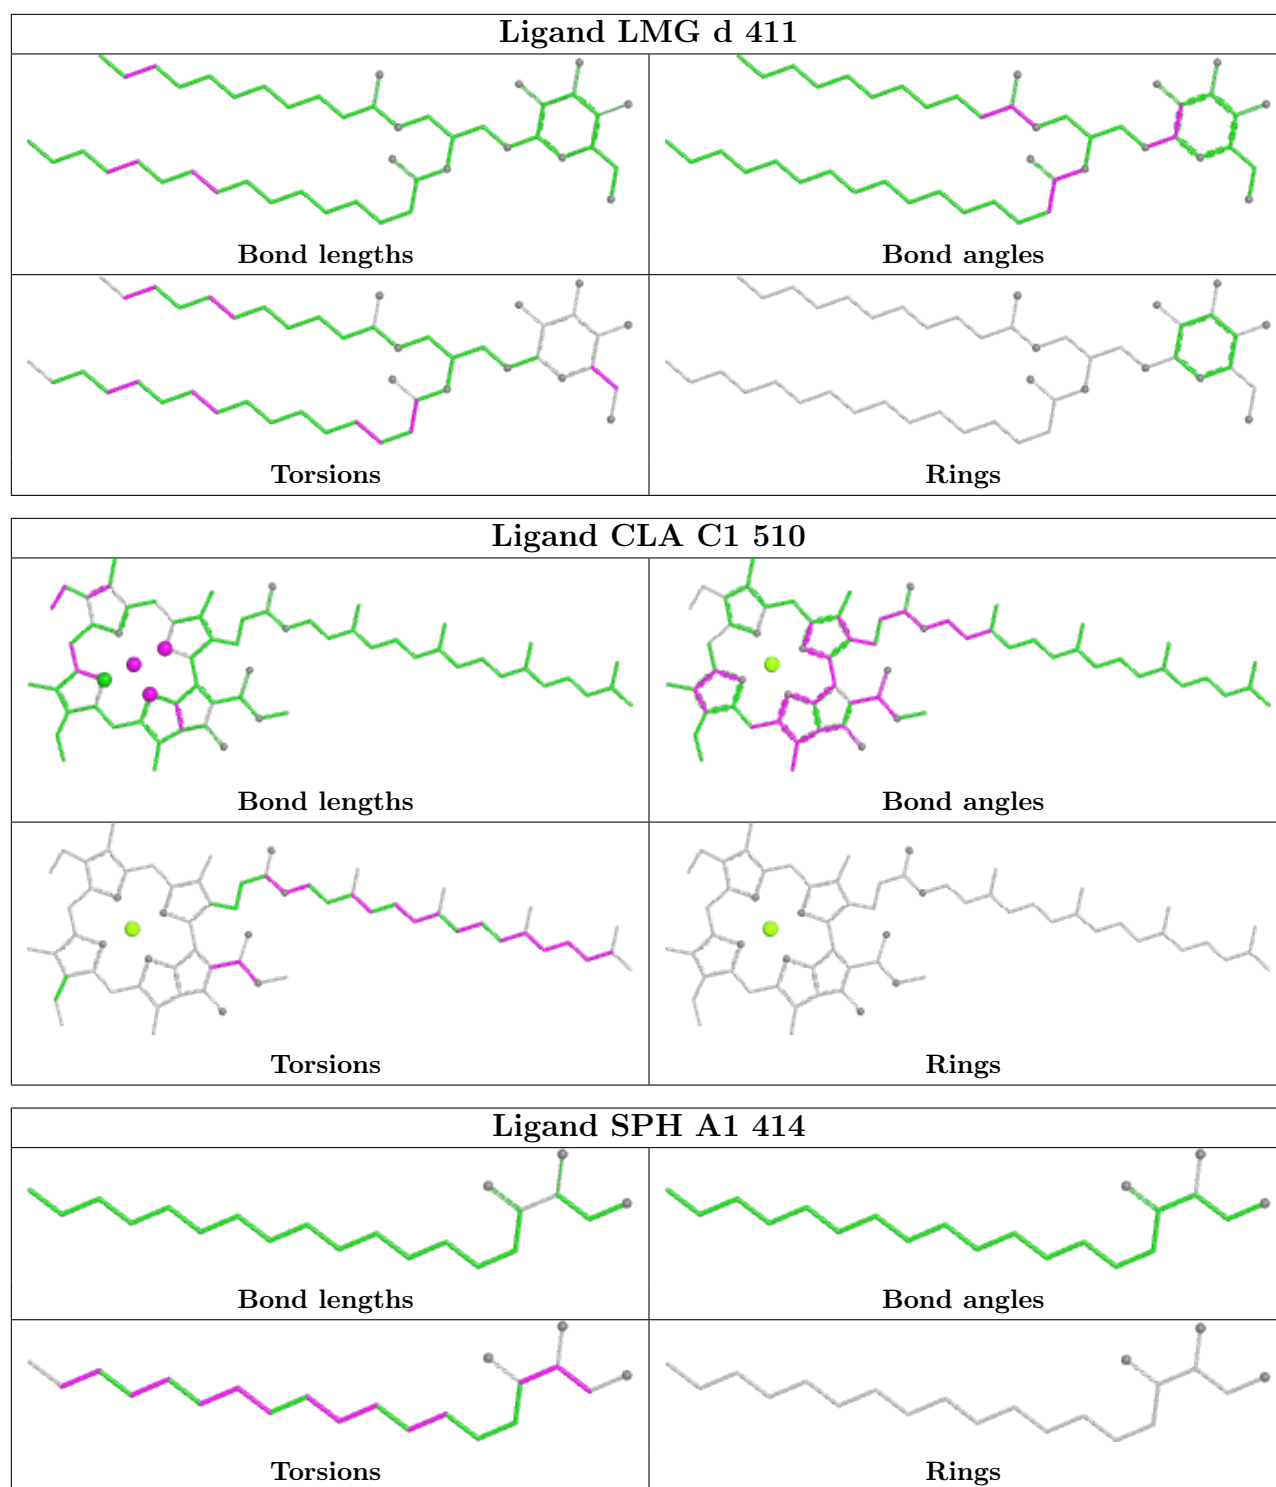 Ligand LMG d 411
Bond lengths
Bond angles
Torsions
Rings
Ligand CLA C1 510
Bond lengths
Bond angles
Torsions
Rings
Ligand SPH A1 414
Bond lengths
Bond angles
Torsions
Rings